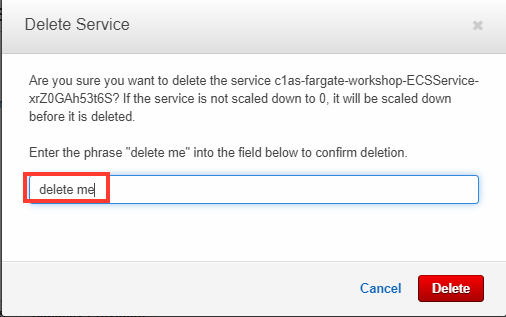 Delete Service
Are you sure you want to delete the service c1as-fargate-workshop-ECSService-
xrZ0GAh53t6S? If the service is not scaled down to 0, it will be scaled down
before it is deleted.
Enter the phrase "delete me" into the field below to confirm deletion.
delete me
Cancel
Delete